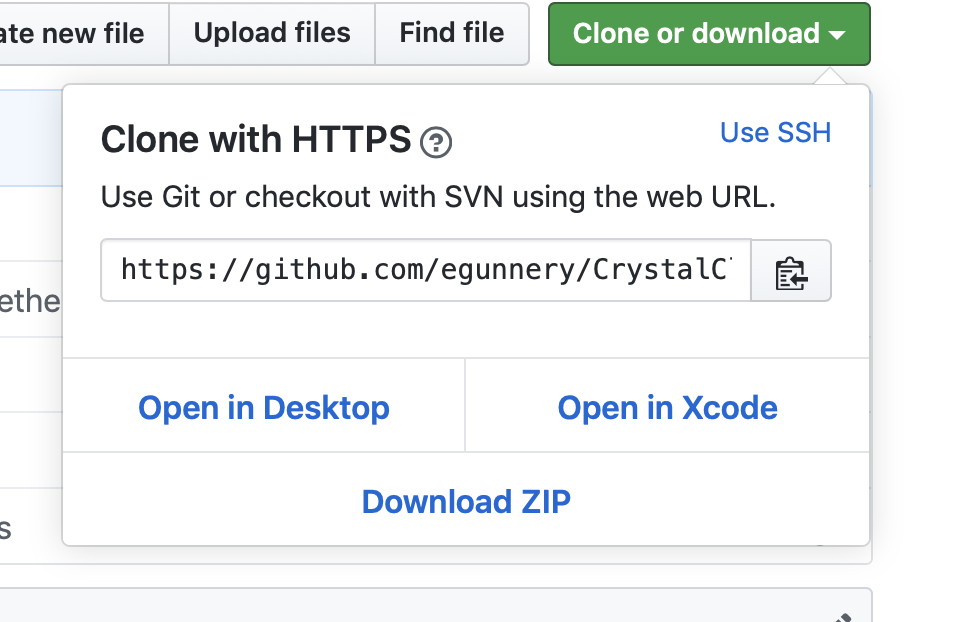 ate new file Upload files Find file Clone or download
Clone with HTTPS ? Use SSH
Use Git or checkout with SVN using the web URL.
https://github.com/egunnery/CrystalC
ethe
Open in Desktop Open in Xcode
Download ZIP
s